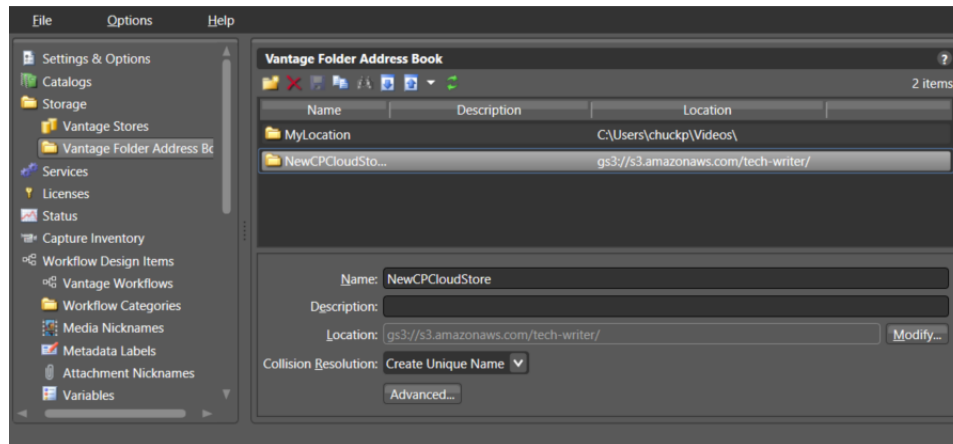 File Options Help
Settings & Options
Catalogs
Storage
Vantage Stores
Vantage Folder Address Bo
Services
Licenses
Status
Capture Inventory
Workflow Design Items
Vantage Workflows
Workflow Categories
Media Nicknames
Metadata Labels
Attachment Nicknames
Variables
Vantage Folder Address Book ?
2 items
Name Description Location
MyLocation C:\Users\chuckp\Videos\
NewCPCloudSto... gs3://s3.amazonaws.com/tech-writer/
Name: NewCPCloudStore
Description:
Location: gs3://s3.amazonaws.com/tech-writer/ Modify...
Collision Resolution: Create Unique Name
Advanced...